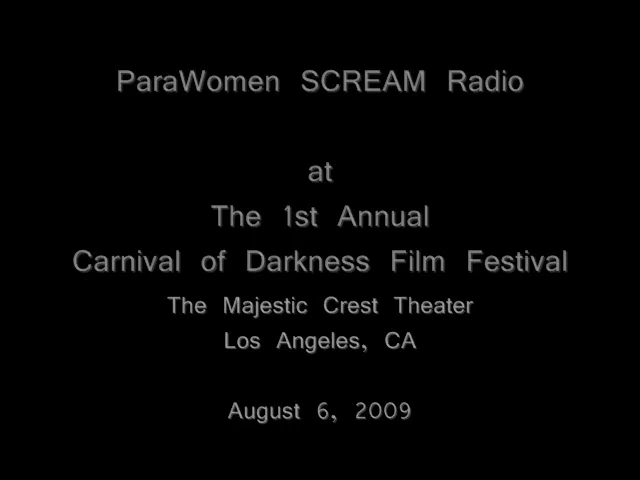 ParaWomen SCREAM Radio
at
The 1st Annual
Carnival of Darkness Film Festival
The Majestic Crest Theater
Los Angeles, CA
August 6, 2009